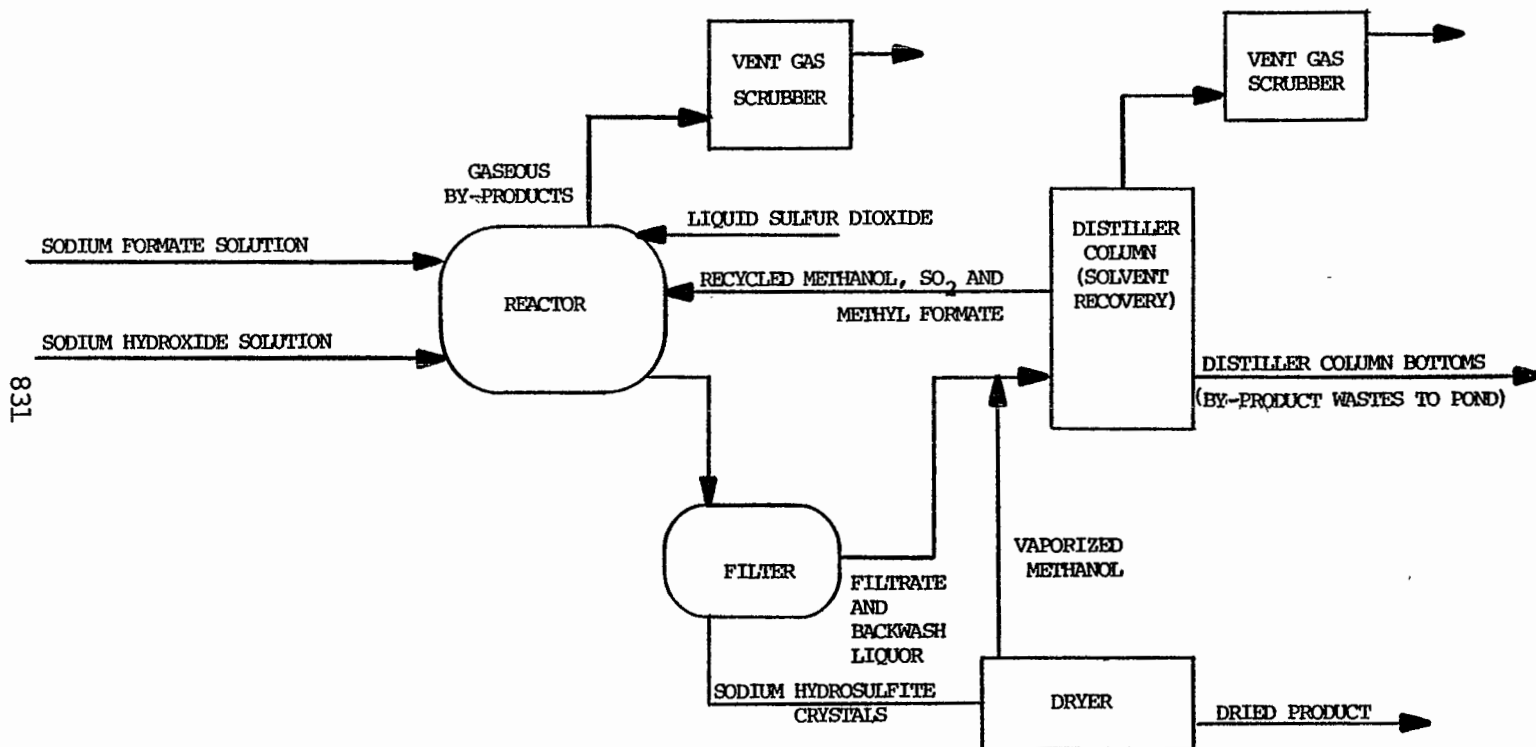 VENT GAS
SCRUBBER
VENT GAS
SCRUBBER
GASEOUS
BY-PRODUCTS
LIQUID SULFUR DIOXIDE
DISTILLER
COLUMN
(SOLVENT
RECOVERY)
SODIUM FORMATE SOLUTION
REACTOR
RECYCLED METHANOL, SO2 AND
METHYL FORMATE
SODIUM HYDROXIDE SOLUTION
DISTILLER COLUMN BOTTOMS
(BY-PRODUCT WASTES TO POND)
831
FILTER
FILTRATE
AND
BACKWASH
LIQUOR
VAPORIZED
METHANOL
SODIUM HYDROSULFITE
CRYSTALS
DRYER
DRIED PRODUCT